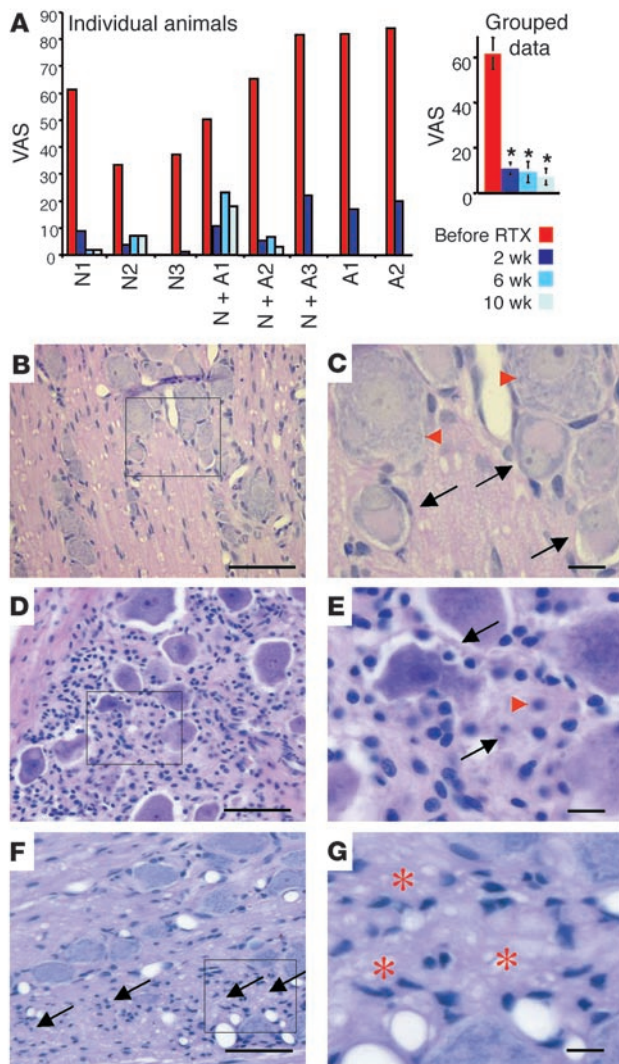 A
Individual animals
Grouped
data
90
80
70
60
50
40
30
20
10
0
VAS
N1
N2
N3
N + A1
N + A2
N + A3
A1
A2
VAS
60
40
20
0
* * *
Before RTX
2 wk
6 wk
10 wk
B
C
D
E
F
G
* * *